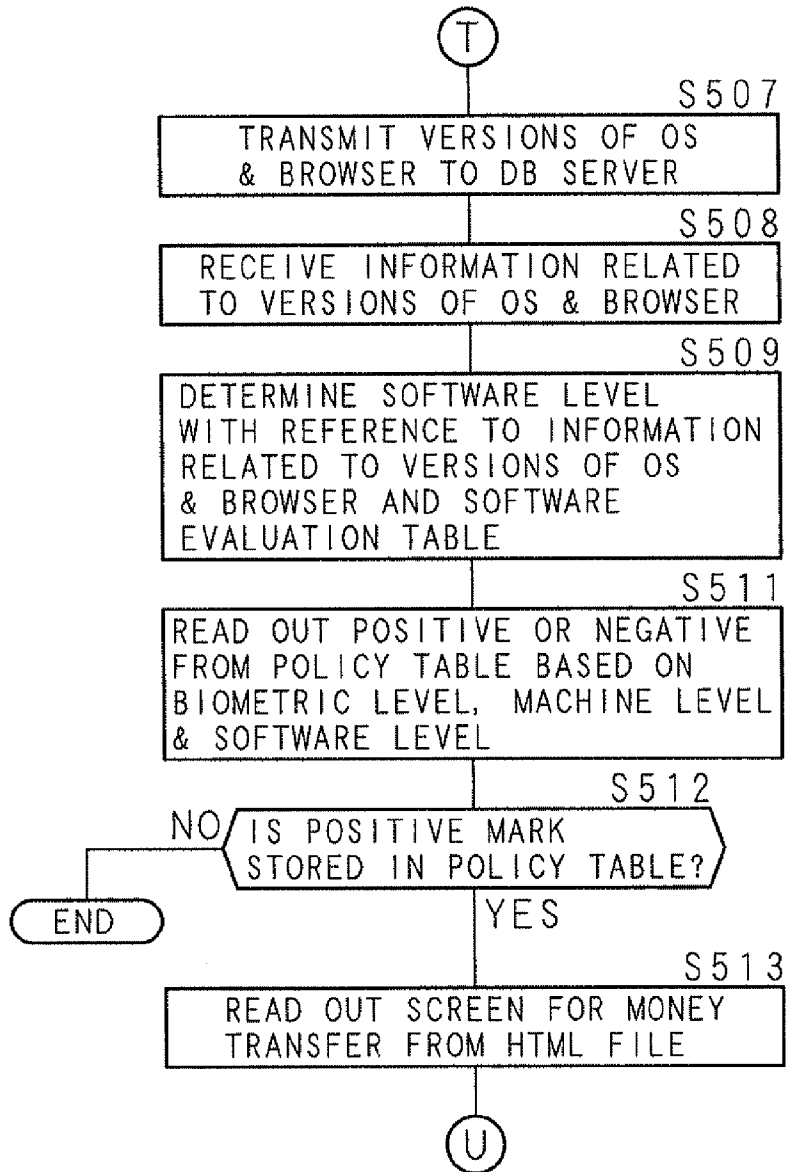 T
S507
TRANSMIT VERSIONS OF OS
& BROWSER TO DB SERVER
S508
RECEIVE INFORMATION RELATED
TO VERSIONS OF OS & BROWSER
S509
DETERMINE SOFTWARE LEVEL
WITH REFERENCE TO INFORMATION
RELATED TO VERSIONS OF OS
& BROWSER AND SOFTWARE
EVALUATION TABLE
S511
READ OUT POSITIVE OR NEGATIVE
FROM POLICY TABLE BASED ON
BIOMETRIC LEVEL, MACHINE LEVEL
& SOFTWARE LEVEL
S512
NO
IS POSITIVE MARK
STORED IN POLICY TABLE?
END
YES
S513
READ OUT SCREEN FOR MONEY
TRANSFER FROM HTML FILE
U